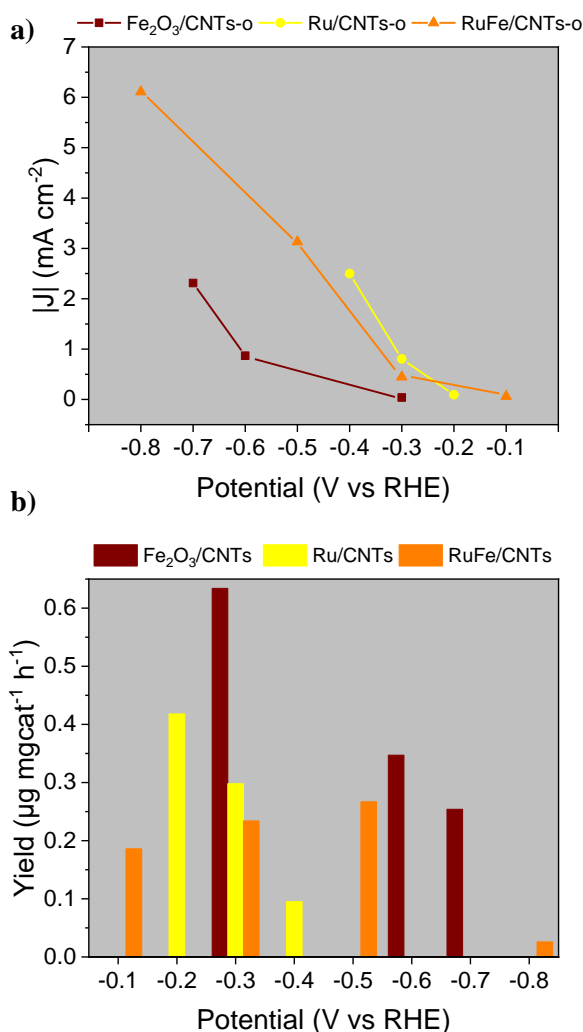 a)
Fe₂O₃/CNTs-o Ru/CNTs-o RuFe/CNTs-o
7
6
5
4
3
2
1
0
|J| (mA cm⁻²)
-0.8 -0.7 -0.6 -0.5 -0.4 -0.3 -0.2 -0.1
Potential (V vs RHE)
b)
Fe₂O₃/CNTs Ru/CNTs RuFe/CNTs
0.6
0.5
0.4
0.3
0.2
0.1
0.0
Yield (µg mgcat⁻¹ h⁻¹)
-0.1 -0.2 -0.3 -0.4 -0.5 -0.6 -0.7 -0.8
Potential (V vs RHE)